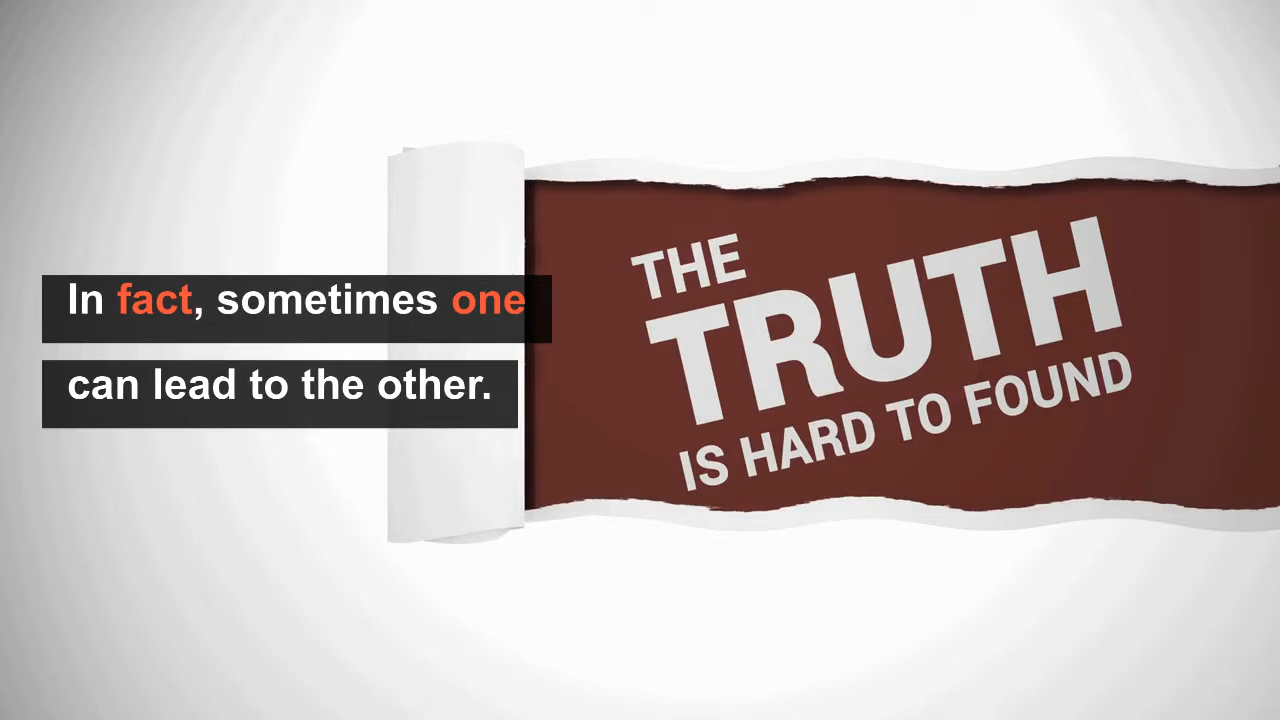 In fact, sometimes one
can lead to the other.
THE
TRUTH
IS HARD TO FOUND